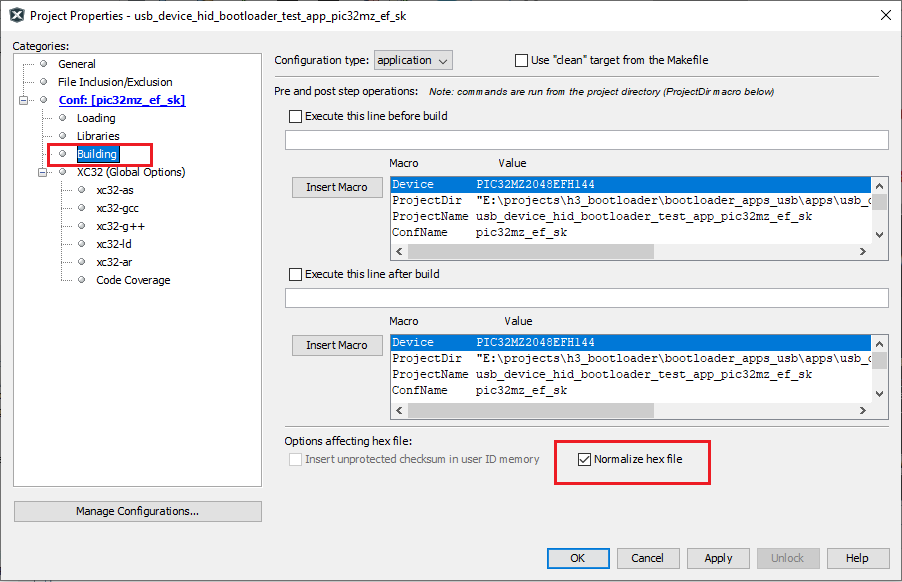 Project Properties - usb_device_hid_bootloader_test_app_pic32mz_ef_sk
Categories:
General
File Inclusion/Exclusion
Conf: [pic32mz_ef_sk]
Loading
Libraries
Building
XC32 (Global Options)
xc32-as
xc32-gcc
xc32-g++
xc32-ld
xc32-ar
Code Coverage
Manage Configurations...
Configuration type: application
Use "clean" target from the Makefile
Pre and post step operations: Note: commands are run from the project directory (ProjectDir macro below)
Execute this line before build
Macro Value
Insert Macro
Device PIC32MZ2048EFH144
ProjectDir "E:\projects\h3_bootloader\bootloader_apps_usb\apps\usb_d
ProjectName usb_device_hid_bootloader_test_app_pic32mz_ef_sk
ConfName pic32mz_ef_sk
Execute this line after build
Macro Value
Insert Macro
Device PIC32MZ2048EFH144
ProjectDir "E:\projects\h3_bootloader\bootloader_apps_usb\apps\usb_d
ProjectName usb_device_hid_bootloader_test_app_pic32mz_ef_sk
ConfName pic32mz_ef_sk
Options affecting hex file:
Insert unprotected checksum in user ID memory
Normalize hex file
OK Cancel Apply Unlock Help